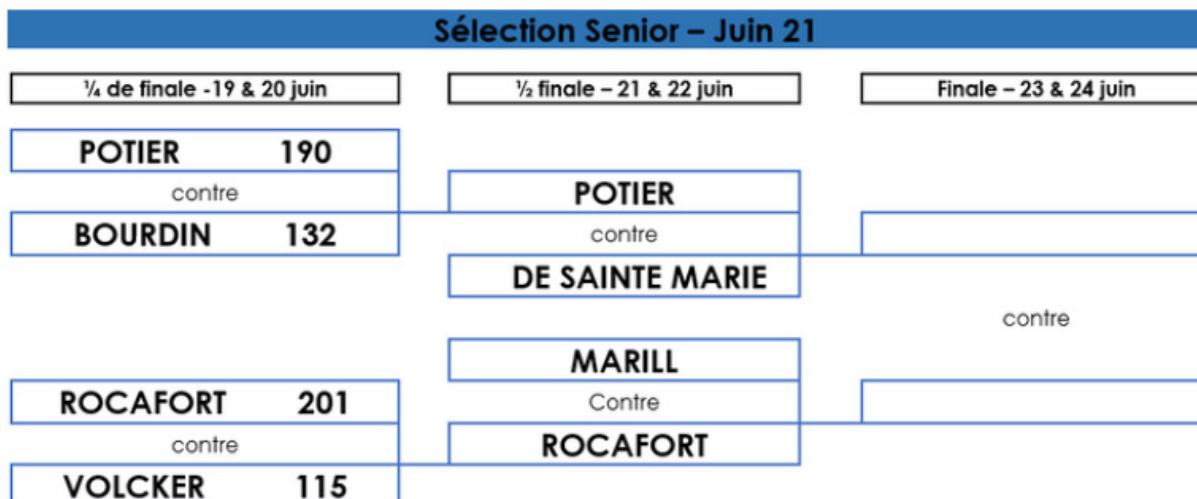 Sélection Senior – Juin 21
¼ de finale -19 & 20 juin
½ finale – 21 & 22 juin
Finale – 23 & 24 juin
POTIER 190
contre
BOURDIN 132
ROCAFORT 201
contre
VOLCKER 115
POTIER
contre
DE SAINTE MARIE
MARILL
Contre
ROCAFORT
contre